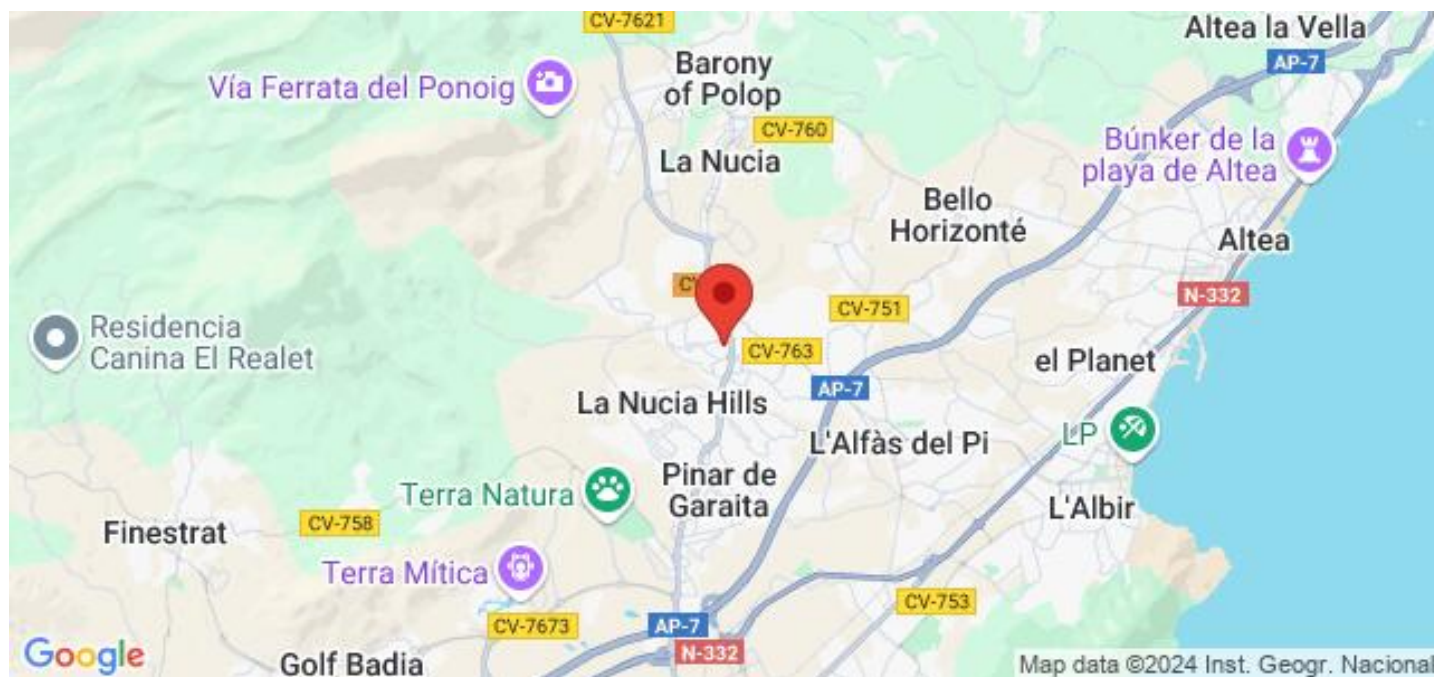 CV-7621
Altea la Vella
AP-7
Barony
of Polop
Vía Ferrata del Ponoig
CV-760
Búnker de la
playa de Altea
La Nucia
Bello
Horizonté
Altea
N-332
CV-751
Residencia
Canina El Realet
CV-763
el Planet
AP-7
La Nucia Hills
L'Alfàs del Pi
LP
Pinar de
Garaita
Terra Natura
L'Albir
CV-758
Finestrat
Terra Mítica
CV-753
CV-7673
AP-7
N-332
Google
Golf Badia
Map data ©2024 Inst. Geogr. Nacional